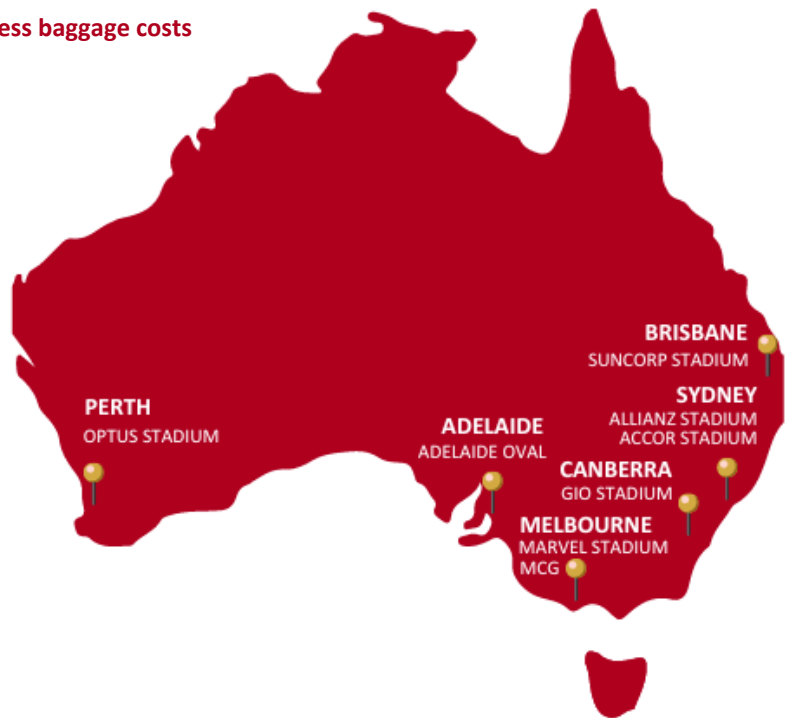 ess baggage costs
BRISBANE
SUNCORP STADIUM
SYDNEY
ALLIANZ STADIUM
ACCOR STADIUM
PERTH
OPTUS STADIUM
ADELAIDE
ADELAIDE OVAL
CANBERRA
GIO STADIUM
MELBOURNE
MARVEL STADIUM
MCG